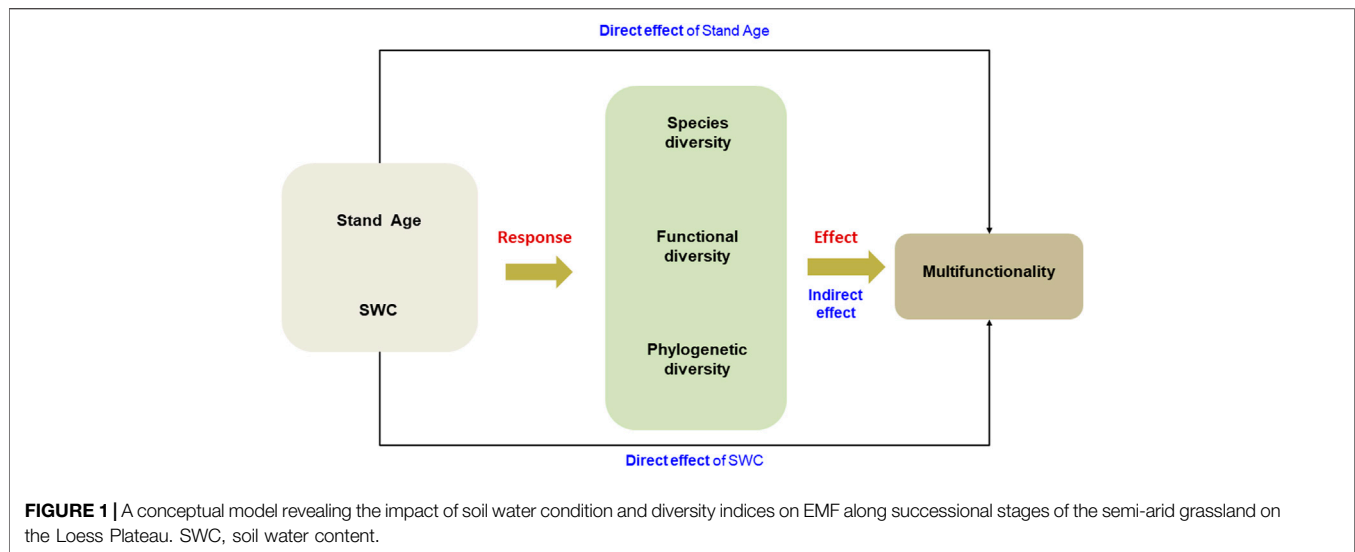 Direct effect of Stand Age
Stand Age
SWC
Response
Species
diversity
Functional
diversity
Phylogenetic
diversity
Effect
Indirect
effect
Multifunctionality
Direct effect of SWC
FIGURE 1 | A conceptual model revealing the impact of soil water condition and diversity indices on EMF along successional stages of the semi-arid grassland on
the Loess Plateau. SWC, soil water content.